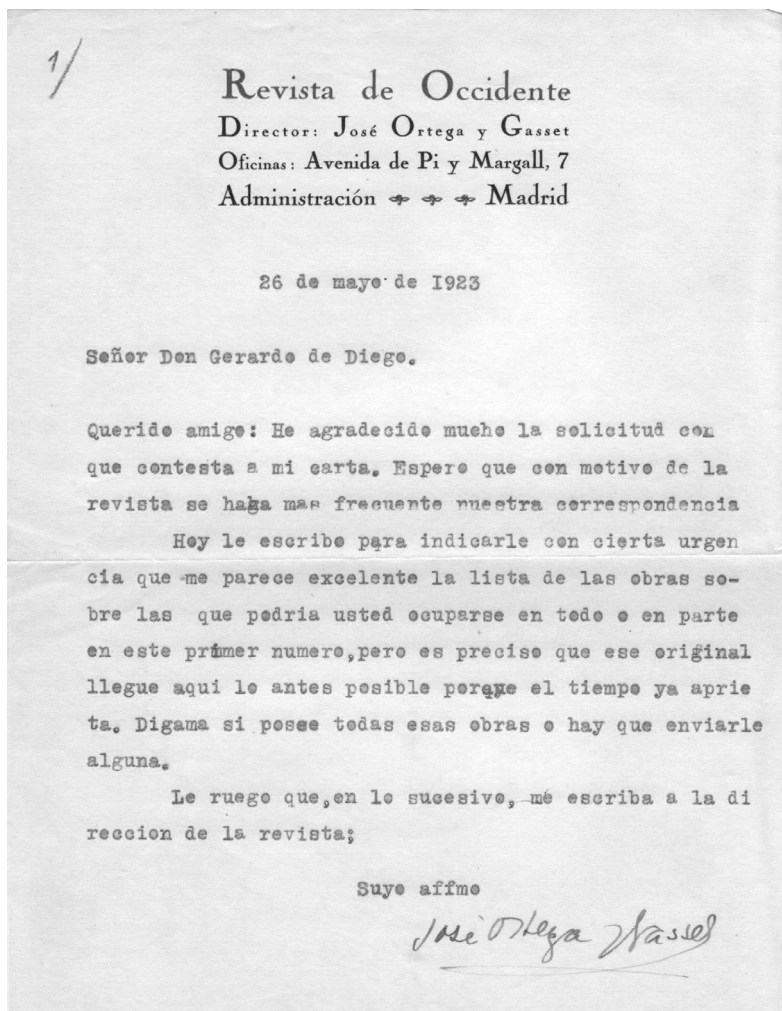 1/
Revista de Occidente
Director: José Ortega y Gasset
Oficinas: Avenida de Pi y Margall, 7
Administración Madrid
26 de mayo de 1923
Señor Don Gerardo de Diego.
Querido amigo: He agradecido mucho la solicitud con
que contesta a mi carta. Espero que con motivo de la
revista se haga mas frecuente nuestra correspondencia
Hoy le escribo para indicarle con cierta urgen
cia que me parece excelente la lista de las obras so-
bre las que podria usted ocuparse en todo o en parte
en este primer numero,pero es preciso que ese original
llegue aqui lo antes posible porque el tiempo ya aprie
ta. Digama si posee todas esas obras o hay que enviarle
alguna.
Le ruego que,en lo sucesivo, me escriba a la di
reccion de la revista;
Suyo affmo
José Ortega y Gasset